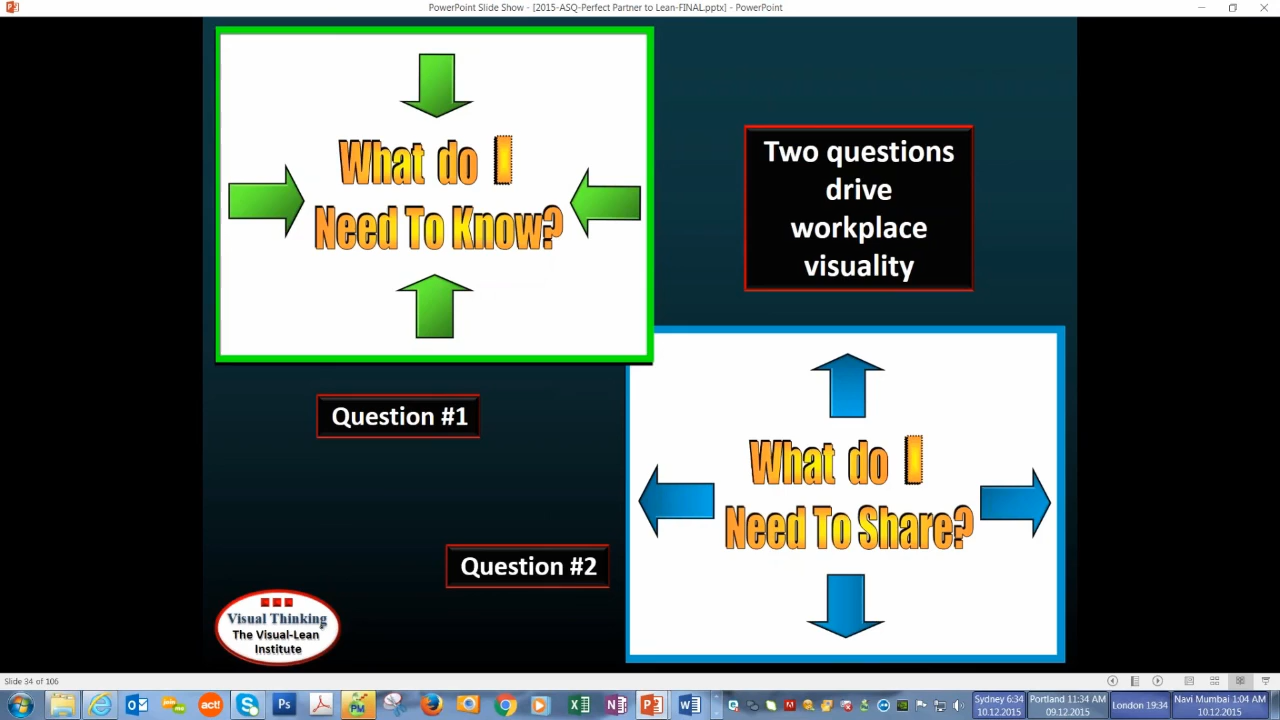 PowerPoint Slide Show - [2015-ASQ-Perfect Partner to Lean-FINAL.pptx] - PowerPoint
What do I
Need To Know?
Two questions
drive
workplace
visuality
Question #1
What do I
Need To Share?
Question #2
Visual Thinking
The Visual-Lean
Institute
Slide 34 of 106
act!
Ps
PM
Sydney 6:34
10.12.2015
Portland 11:34 AM
09.12.2015
London 19:34
Navi Mumbai 1:04 AM
10.12.2015